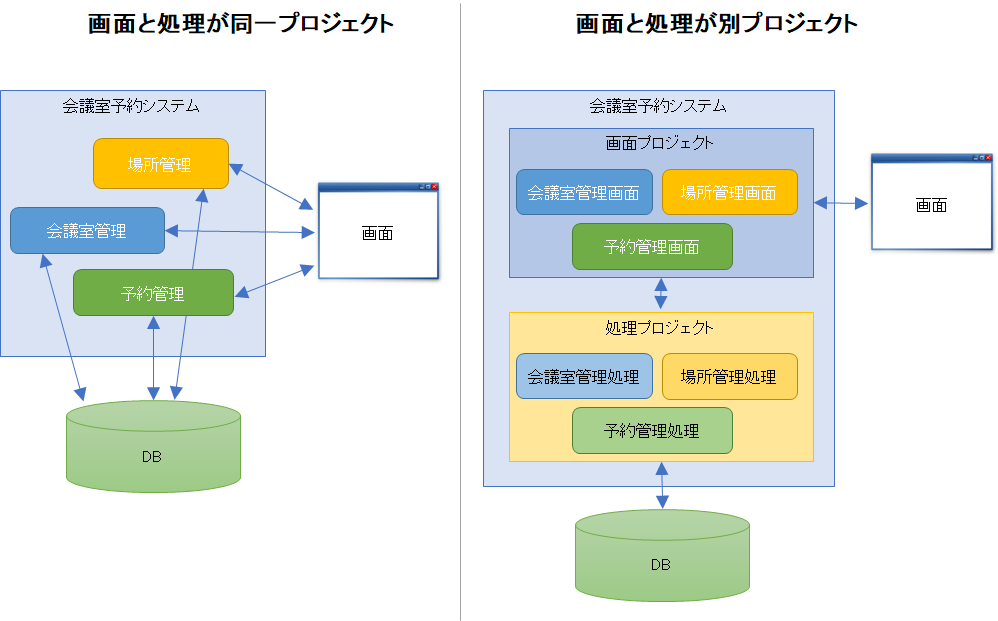 画面と処理が同一プロジェクト
会議室予約システム
場所管理
会議室管理
予約管理
画面
DB
画面と処理が別プロジェクト
会議室予約システム
画面プロジェクト
会議室管理画面
場所管理画面
予約管理画面
画面
処理プロジェクト
会議室管理処理
場所管理処理
予約管理処理
DB